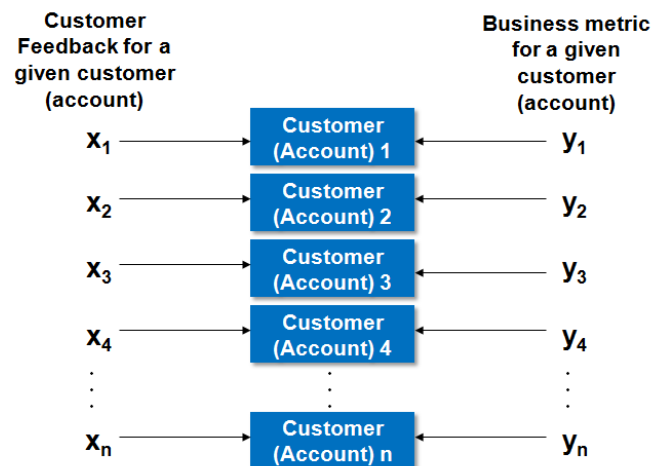 Customer
Feedback for a
given customer
(account)
Business metric
for a given
customer
(account)
x₁
Customer
(Account) 1
y₁
x₂
Customer
(Account) 2
y₂
x₃
Customer
(Account) 3
y₃
x₄
Customer
(Account) 4
y₄
xₙ
Customer
(Account) n
yₙ